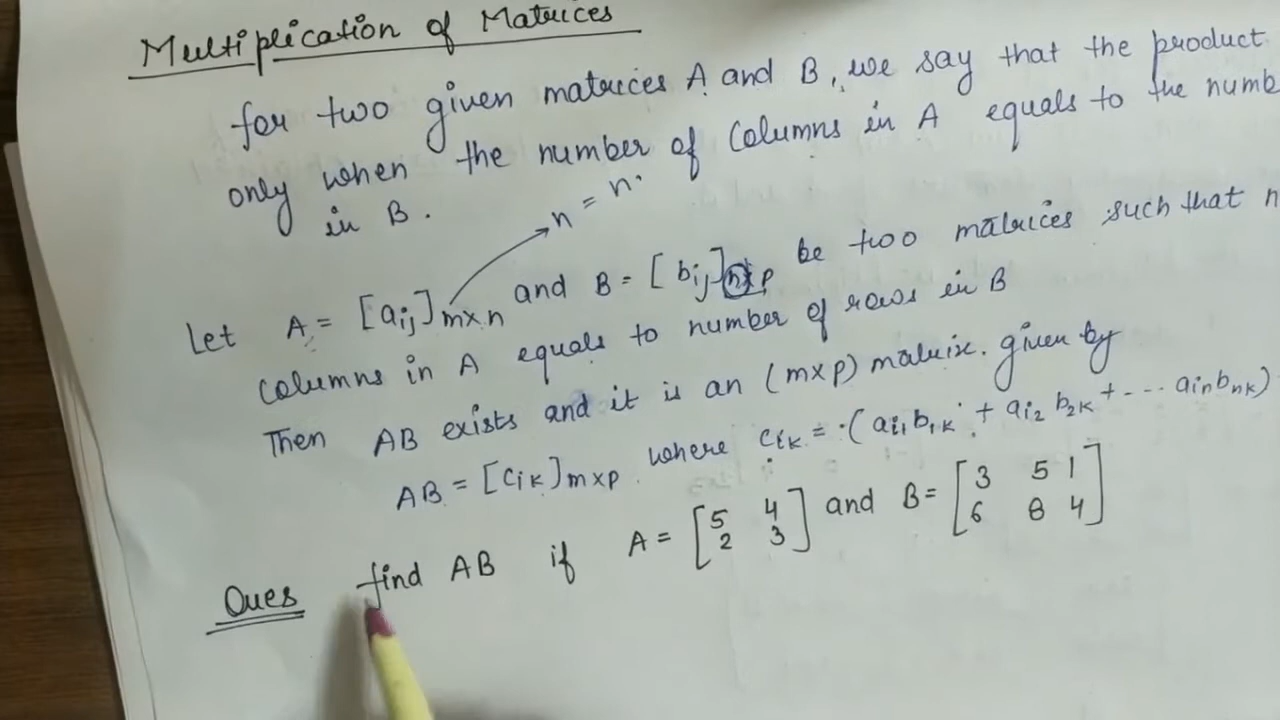 Multiplication of Matrices
for two given matrices A and B, we say that the product
only when the number of Columns in A equals to the numb
in B.
n = n.
Let A = [aij]m×n and B = [bij]n×p be two matrices such that n
columns in A equals to number of rows in B
Then AB exists and it is an (m×p) matrix. given by
AB = [cik]m×p where cik = (ai1b1k + ai2 b2k + --- ainbnk)
Ques find AB if A = [5 4 and B = [3 5 1]
2 3] 6 8 4]